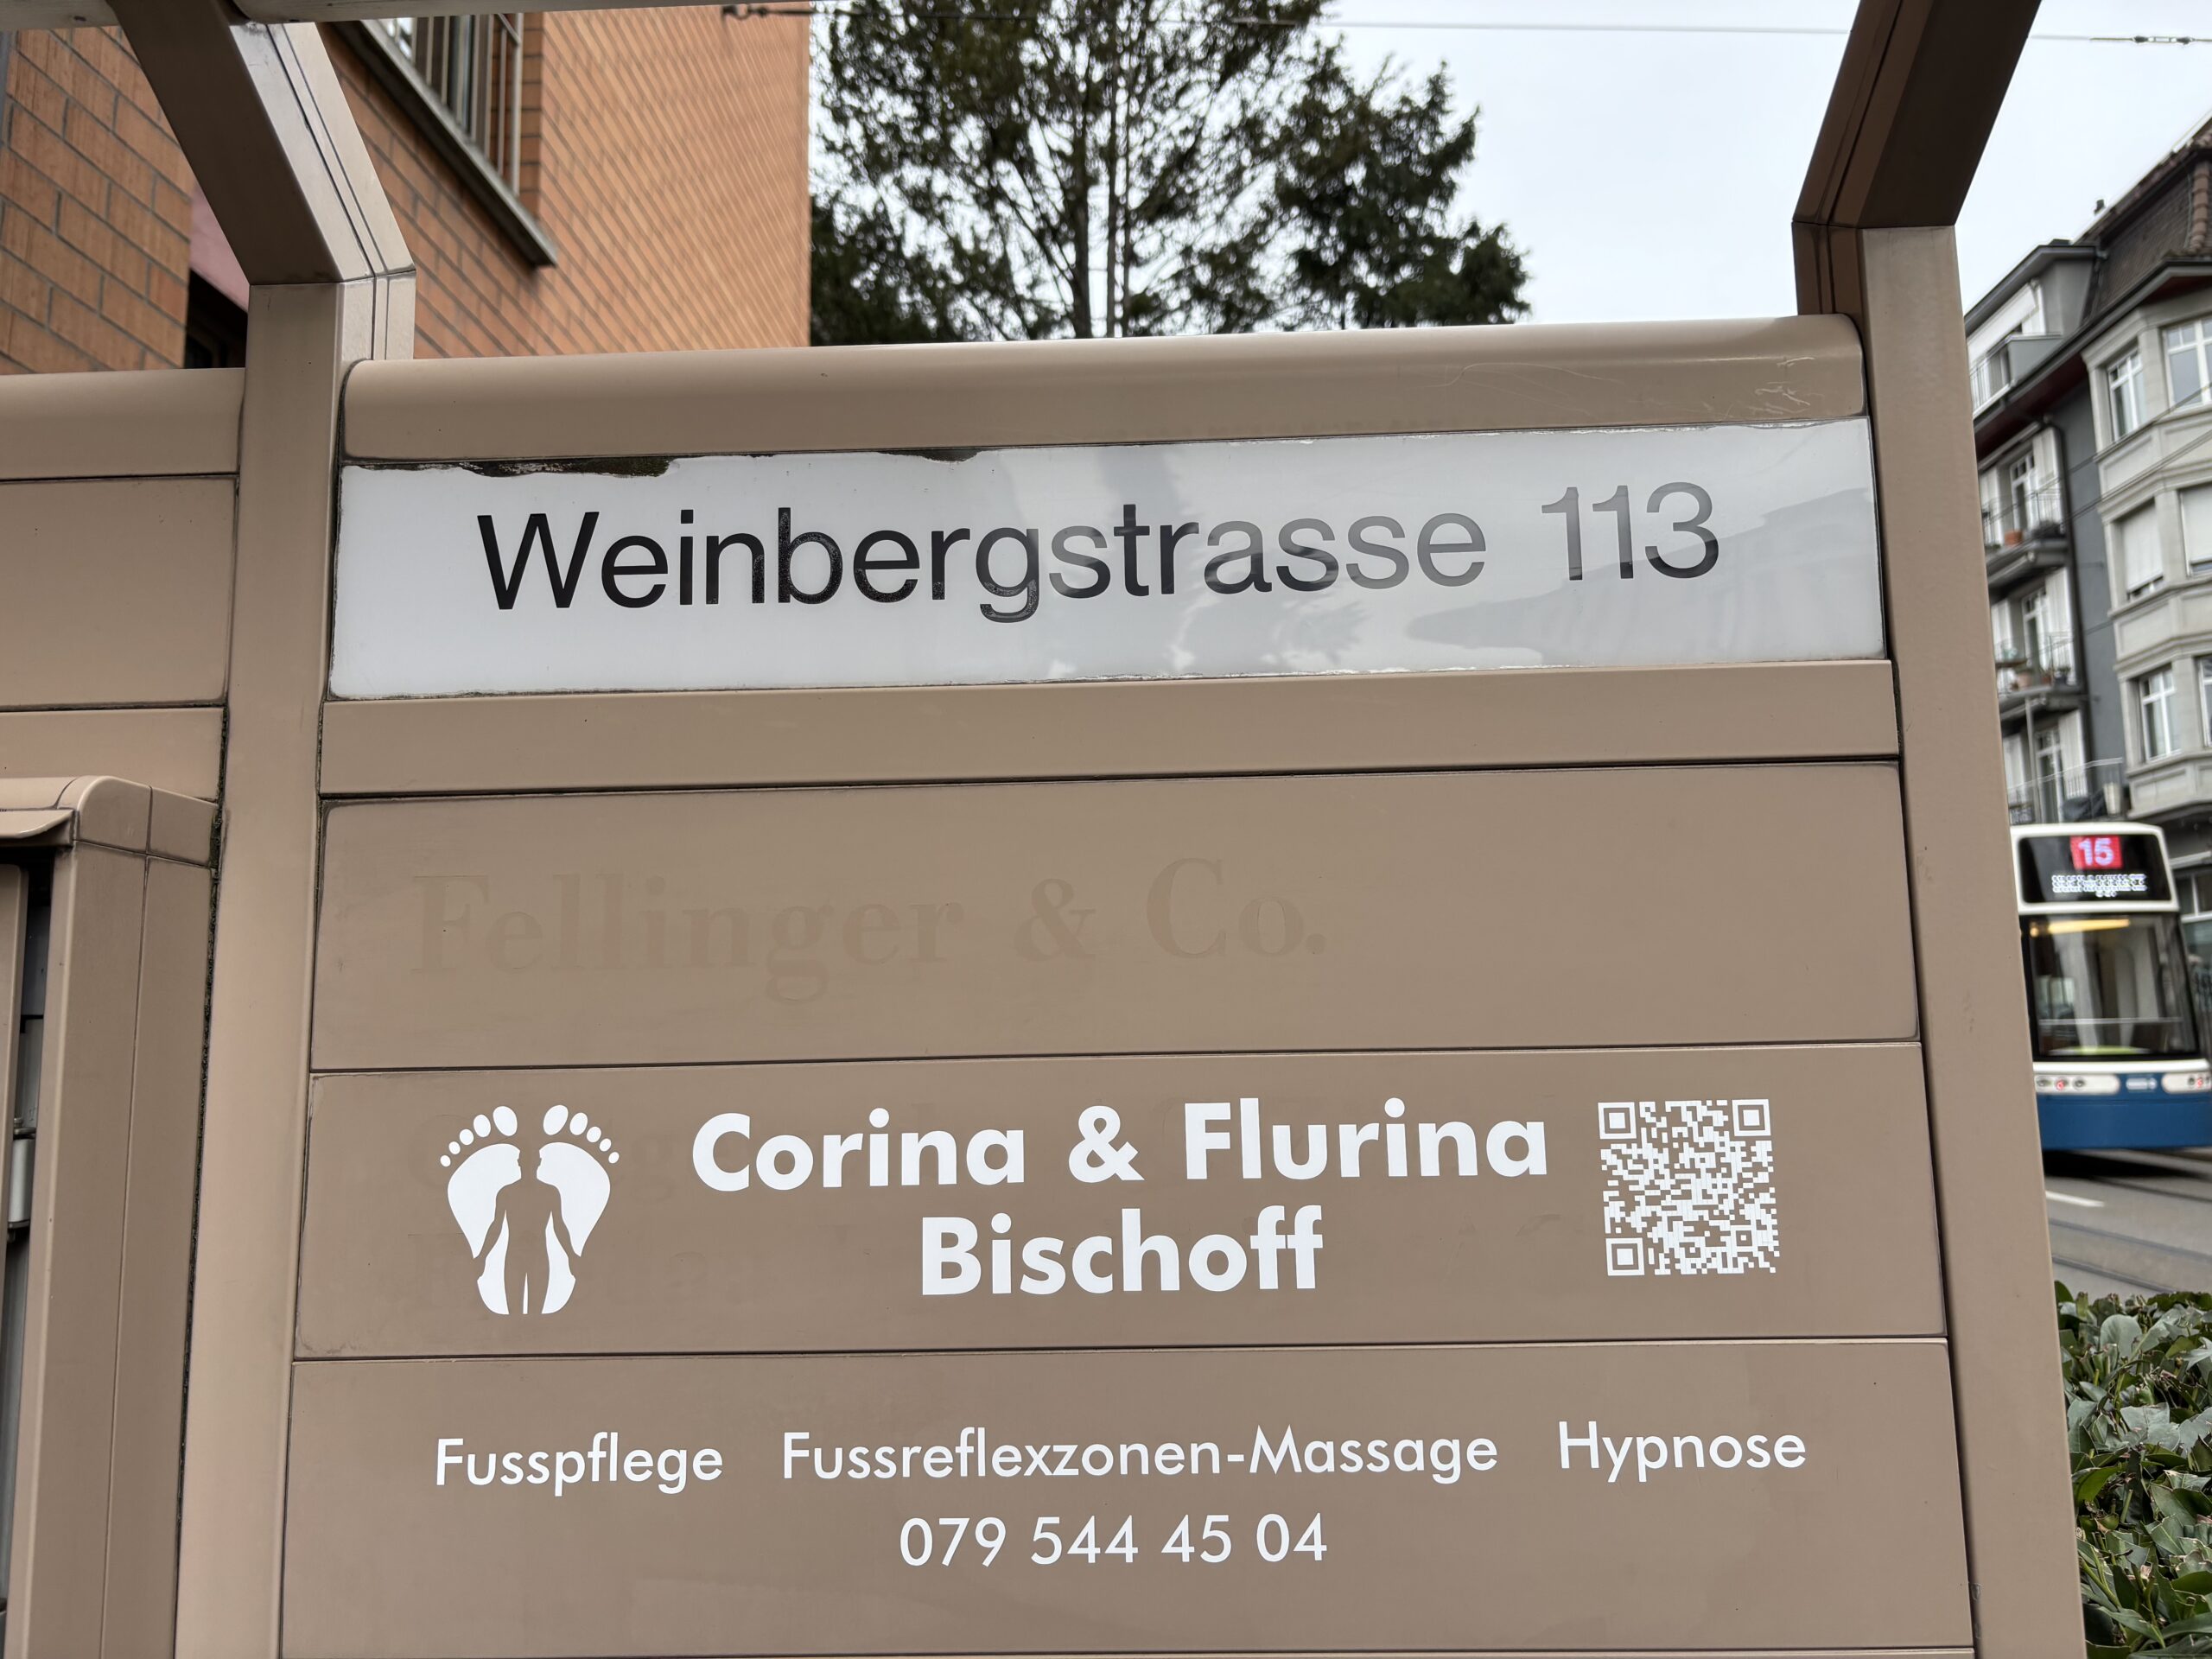 Weinbergstrasse 113
Fellinger & Co.
Corina & Flurina
Bischoff
Fusspflege Fussreflexzonen-Massage Hypnose
079 544 45 04
15